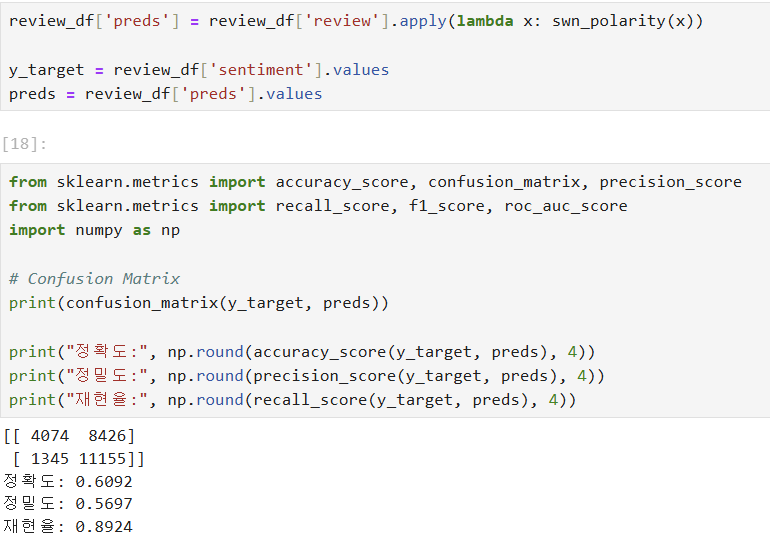 review_df['preds'] = review_df['review'].apply(lambda x: swn_polarity(x))
y_target = review_df['sentiment'].values
preds = review_df['preds'].values
[18]:
from sklearn.metrics import accuracy_score, confusion_matrix, precision_score
from sklearn.metrics import recall_score, f1_score, roc_auc_score
import numpy as np
# Confusion Matrix
print(confusion_matrix(y_target, preds))
print("정확도:", np.round(accuracy_score(y_target, preds), 4))
print("정밀도:", np.round(precision_score(y_target, preds), 4))
print("재현율:", np.round(recall_score(y_target, preds), 4))
[[ 4074  8426]
 [ 1345 11155]]
정확도: 0.6092
정밀도: 0.5697
재현율: 0.8924